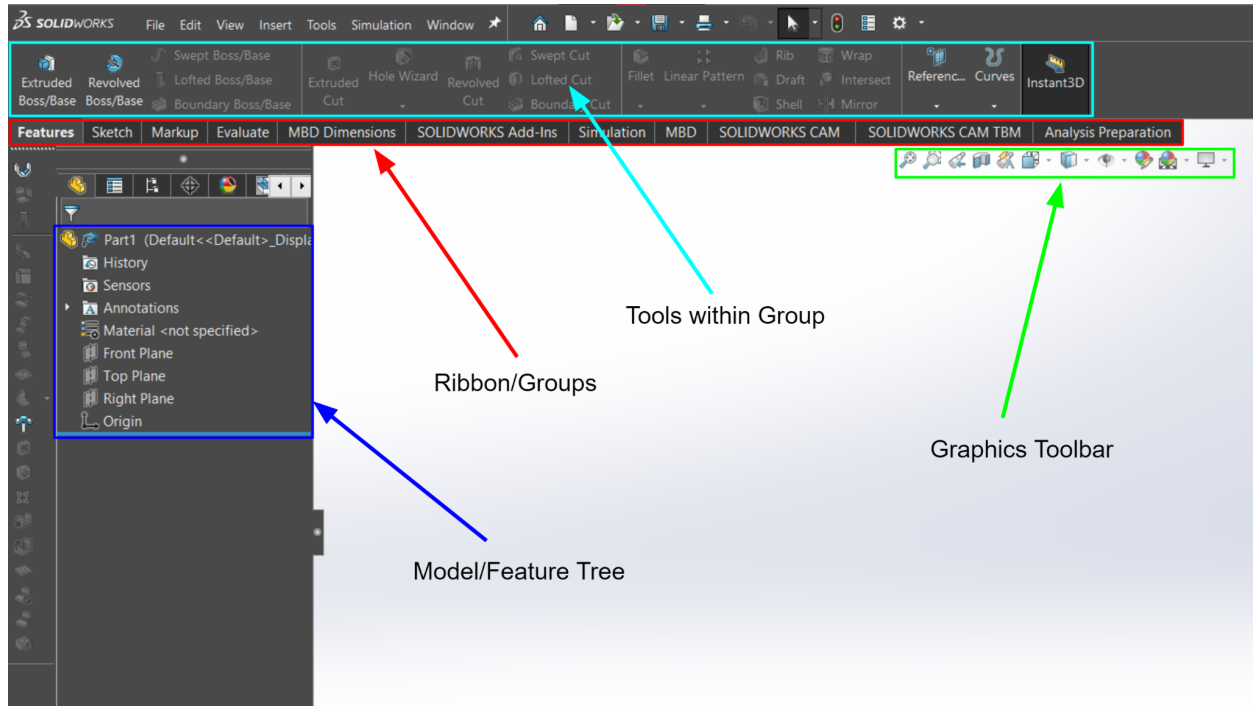 SOLIDWORKS File Edit View Insert Tools Simulation Window
Swept Boss/Base Swept Cut Rib Wrap
Extruded Revolved Lofted Boss/Base Extruded Hole Wizard Revolved Lofted Cut Fillet Linear Pattern Draft Intersect Referenc... Curves Instant3D
Boss/Base Boss/Base Boundary Boss/Base Cut Cut Boundary Cut Shell Mirror
Features Sketch Markup Evaluate MBD Dimensions SOLIDWORKS Add-Ins Simulation MBD SOLIDWORKS CAM SOLIDWORKS CAM TBM Analysis Preparation
Part1 (Default<<Default>_Displa
History
Sensors
Annotations
Material <not specified>
Front Plane
Top Plane
Right Plane
Origin
Tools within Group
Ribbon/Groups
Graphics Toolbar
Model/Feature Tree